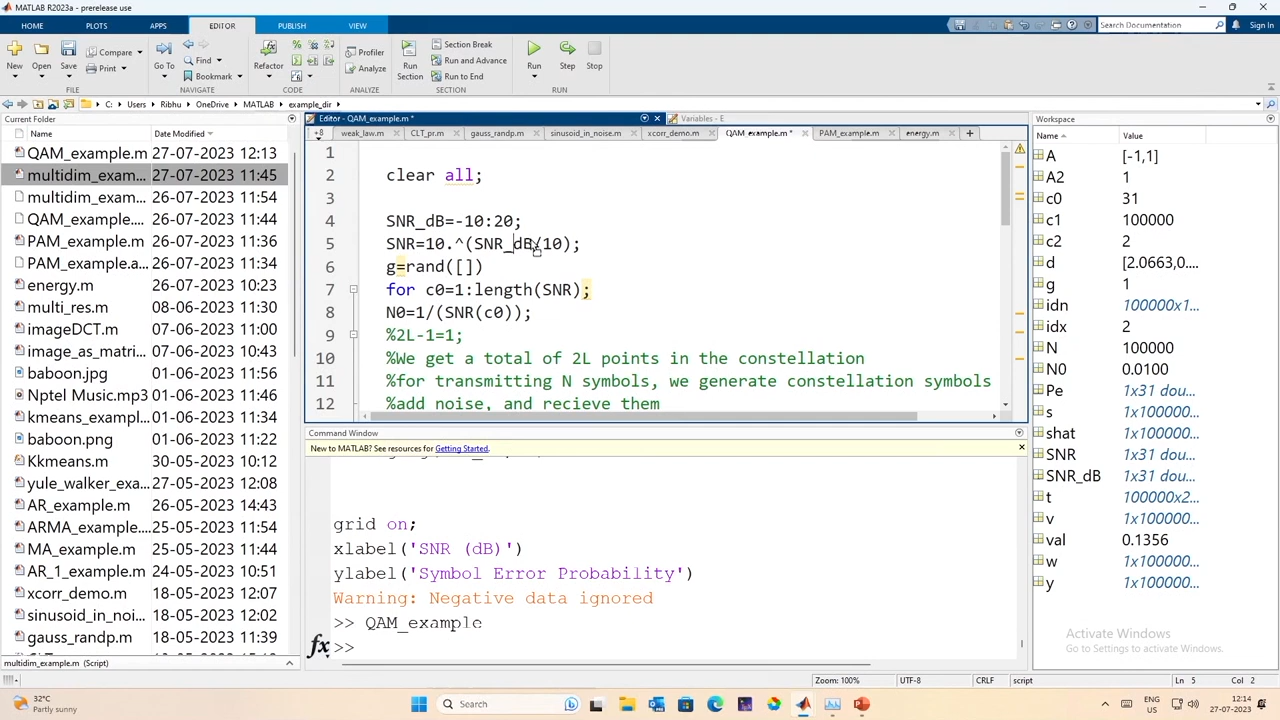 MATLAB R2023a - prerelease use
HOME PLOTS APPS EDITOR PUBLISH VIEW
Search Documentation
Sign In
New Open Save Compare Print Go To Find Bookmark Refactor Profiler Analyze Run Section Section Break Run and Advance Run to End Run Step Stop
FILE NAVIGATE CODE ANALYZE SECTION RUN
C: Users Ribhu OneDrive MATLAB example_dir
Current Folder
Name Date Modified
QAM_example.m 27-07-2023 12:13
multidim_exam... 27-07-2023 11:45
multidim_exam... 26-07-2023 11:54
QAM_example.... 26-07-2023 11:44
PAM_example.m 26-07-2023 11:36
PAM_example.a... 26-07-2023 11:34
energy.m 26-07-2023 11:10
multi_res.m 08-06-2023 11:30
imageDCT.m 07-06-2023 11:00
image_as_matri... 07-06-2023 10:43
baboon.jpg 07-06-2023 11:56
Nptel Music.mp3 01-06-2023 11:46
kmeans_exampl... 01-06-2023 11:34
baboon.png 01-06-2023 11:22
Kkmeans.m 30-05-2023 10:12
yule_walker_exa... 27-05-2023 12:08
AR_example.m 26-05-2023 14:43
ARMA_example.... 25-05-2023 11:54
MA_example.m 25-05-2023 11:44
AR_1_example.m 24-05-2023 10:51
xcorr_demo.m 18-05-2023 12:07
sinusoid_in_noi... 18-05-2023 12:02
gauss_randp.m 18-05-2023 11:39
multidim_example.m (Script)
Editor - QAM_example.m *
Variables - E
weak_law.m CLT_pr.m gauss_randp.m sinusoid_in_noise.m xcorr_demo.m QAM_example.m * PAM_example.m energy.m
1
2 clear all;
3
4 SNR_dB=-10:20;
5 SNR=10.^(SNR_dB/10);
6 g=rand([])
7 for c0=1:length(SNR);
8 N0=1/(SNR(c0));
9 %2L-1=1;
10 %We get a total of 2L points in the constellation
11 %for transmitting N symbols, we generate constellation symbols
12 %add noise, and recieve them
Command Window
New to MATLAB? See resources for Getting Started.
grid on;
xlabel('SNR (dB)')
ylabel('Symbol Error Probability')
Warning: Negative data ignored
>> QAM_example
fx >>
Workspace
Name Value
A [-1,1]
A2 1
c0 31
c1 100000
c2 2
d [2.0663,0....
g 1
idn 100000x1...
idx 2
N 100000
N0 0.0100
Pe 1x31 dou...
s 1x100000...
shat 1x100000...
SNR 1x31 dou...
SNR_dB 1x31 dou...
t 100000x2...
v 1x100000...
val 0.1356
w 1x100000...
y 1x100000...
Activate Windows
Go to Settings to activate Windows.
Zoom: 100% UTF-8 CRLF script Ln 5 Col 2
32°C
Partly sunny
Search
ENG
US
12:14
27-07-2023